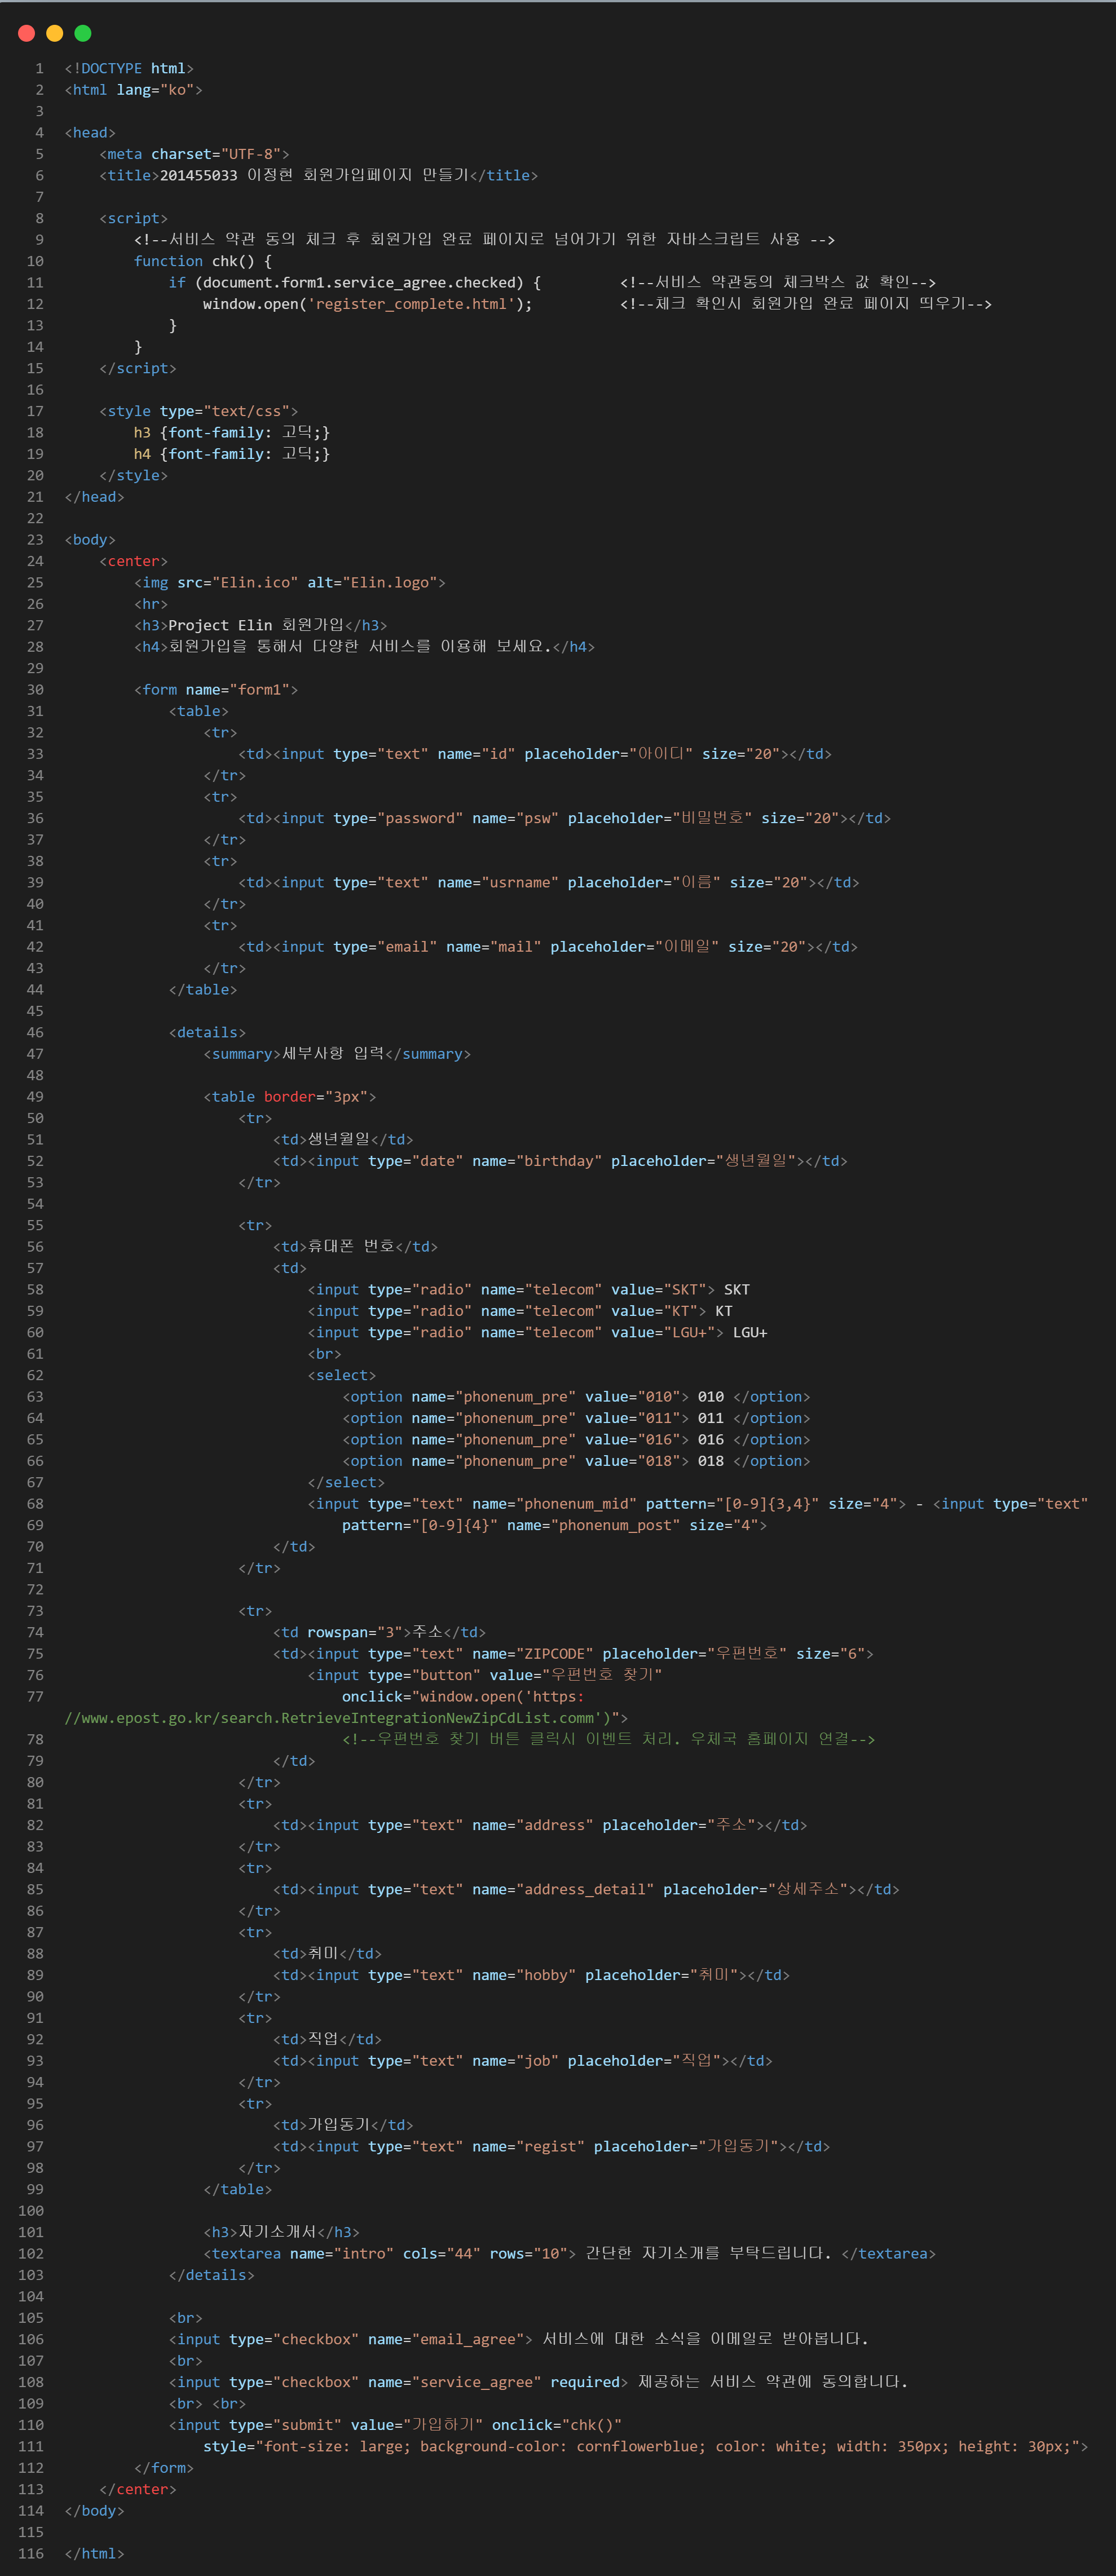 1 <!DOCTYPE html>
2 <html lang="ko">
3
4 <head>
5     <meta charset="UTF-8">
6     <title>201455033 이정현 회원가입페이지 만들기</title>
7
8     <script>
9         <!--서비스 약관 동의 체크 후 회원가입 완료 페이지로 넘어가기 위한 자바스크립트 사용 -->
10         function chk() {
11             if (document.form1.service_agree.checked) {         <!--서비스 약관동의 체크박스 값 확인-->
12                 window.open('register_complete.html');          <!--체크 확인시 회원가입 완료 페이지 띄우기-->
13             }
14         }
15     </script>
16
17     <style type="text/css">
18         h3 {font-family: 고딕;}
19         h4 {font-family: 고딕;}
20     </style>
21 </head>
22
23 <body>
24     <center>
25         <img src="Elin.ico" alt="Elin.logo">
26         <hr>
27         <h3>Project Elin 회원가입</h3>
28         <h4>회원가입을 통해서 다양한 서비스를 이용해 보세요.</h4>
29
30         <form name="form1">
31             <table>
32                 <tr>
33                     <td><input type="text" name="id" placeholder="아이디" size="20"></td>
34                 </tr>
35                 <tr>
36                     <td><input type="password" name="psw" placeholder="비밀번호" size="20"></td>
37                 </tr>
38                 <tr>
39                     <td><input type="text" name="usrname" placeholder="이름" size="20"></td>
40                 </tr>
41                 <tr>
42                     <td><input type="email" name="mail" placeholder="이메일" size="20"></td>
43                 </tr>
44             </table>
45
46             <details>
47                 <summary>세부사항 입력</summary>
48
49                 <table border="3px">
50                     <tr>
51                         <td>생년월일</td>
52                         <td><input type="date" name="birthday" placeholder="생년월일"></td>
53                     </tr>
54
55                     <tr>
56                         <td>휴대폰 번호</td>
57                         <td>
58                             <input type="radio" name="telecom" value="SKT"> SKT
59                             <input type="radio" name="telecom" value="KT"> KT
60                             <input type="radio" name="telecom" value="LGU+"> LGU+
61                             <br>
62                             <select>
63                                 <option name="phonenum_pre" value="010"> 010 </option>
64                                 <option name="phonenum_pre" value="011"> 011 </option>
65                                 <option name="phonenum_pre" value="016"> 016 </option>
66                                 <option name="phonenum_pre" value="018"> 018 </option>
67                             </select>
68                             <input type="text" name="phonenum_mid" pattern="[0-9]{3,4}" size="4"> - <input type="text"
69                                 pattern="[0-9]{4}" name="phonenum_post" size="4">
70                         </td>
71                     </tr>
72
73                     <tr>
74                         <td rowspan="3">주소</td>
75                         <td><input type="text" name="ZIPCODE" placeholder="우편번호" size="6">
76                             <input type="button" value="우편번호 찾기"
77                                 onclick="window.open('https:
//www.epost.go.kr/search.RetrieveIntegrationNewZipCdList.comm')">
78                                 <!--우편번호 찾기 버튼 클릭시 이벤트 처리. 우체국 홈페이지 연결-->
79                         </td>
80                     </tr>
81                     <tr>
82                         <td><input type="text" name="address" placeholder="주소"></td>
83                     </tr>
84                     <tr>
85                         <td><input type="text" name="address_detail" placeholder="상세주소"></td>
86                     </tr>
87                     <tr>
88                         <td>취미</td>
89                         <td><input type="text" name="hobby" placeholder="취미"></td>
90                     </tr>
91                     <tr>
92                         <td>직업</td>
93                         <td><input type="text" name="job" placeholder="직업"></td>
94                     </tr>
95                     <tr>
96                         <td>가입동기</td>
97                         <td><input type="text" name="regist" placeholder="가입동기"></td>
98                     </tr>
99                 </table>
100
101                 <h3>자기소개서</h3>
102                 <textarea name="intro" cols="44" rows="10"> 간단한 자기소개를 부탁드립니다. </textarea>
103             </details>
104
105             <br>
106             <input type="checkbox" name="email_agree"> 서비스에 대한 소식을 이메일로 받아봅니다.
107             <br>
108             <input type="checkbox" name="service_agree" required> 제공하는 서비스 약관에 동의합니다.
109             <br> <br>
110             <input type="submit" value="가입하기" onclick="chk()"
111                 style="font-size: large; background-color: cornflowerblue; color: white; width: 350px; height: 30px;">
112         </form>
113     </center>
114 </body>
115
116 </html>